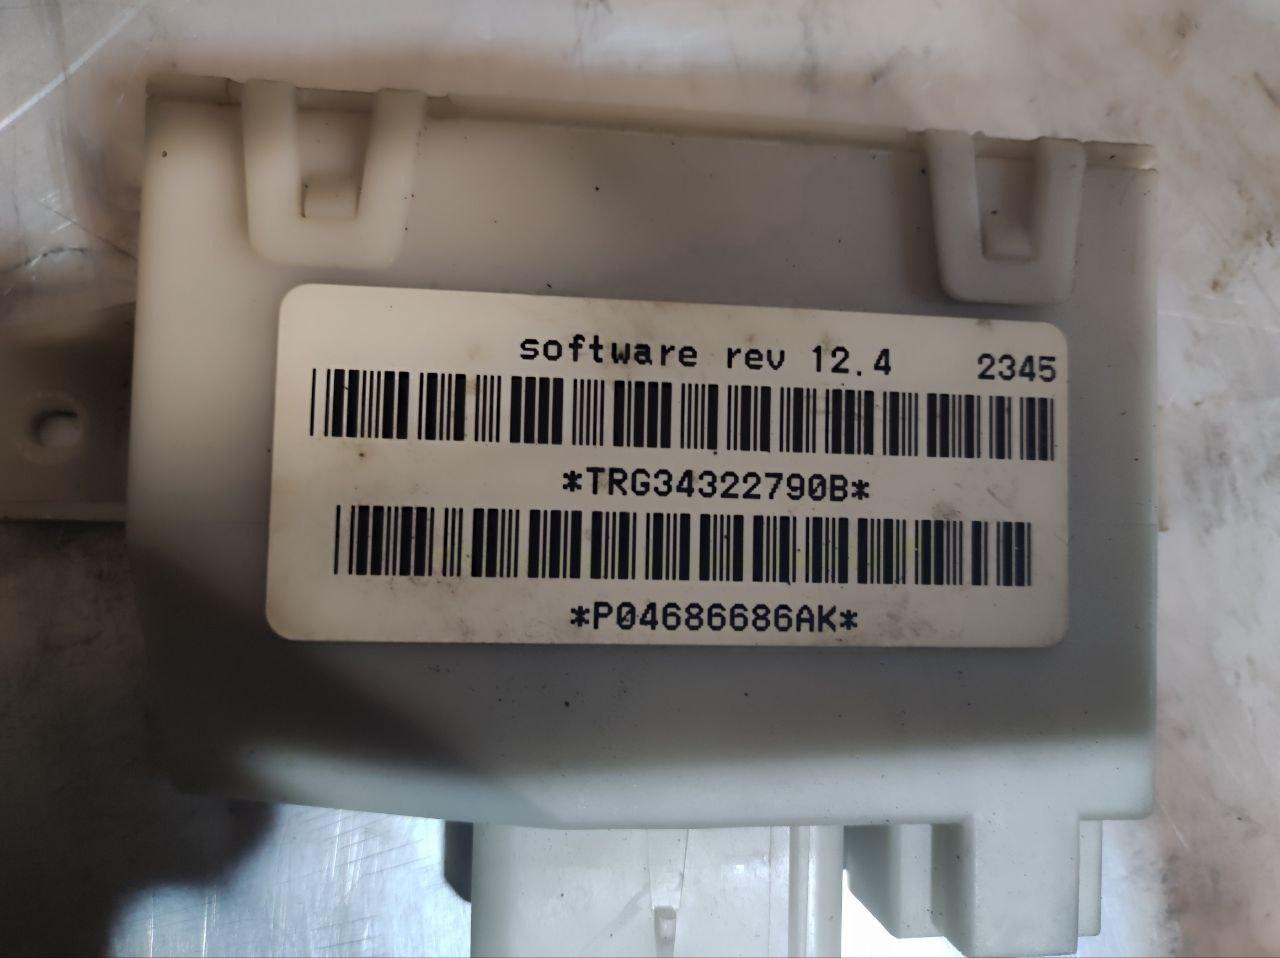 software rev 12.4 2345
*TRG34322790B*
*P04686686AK*